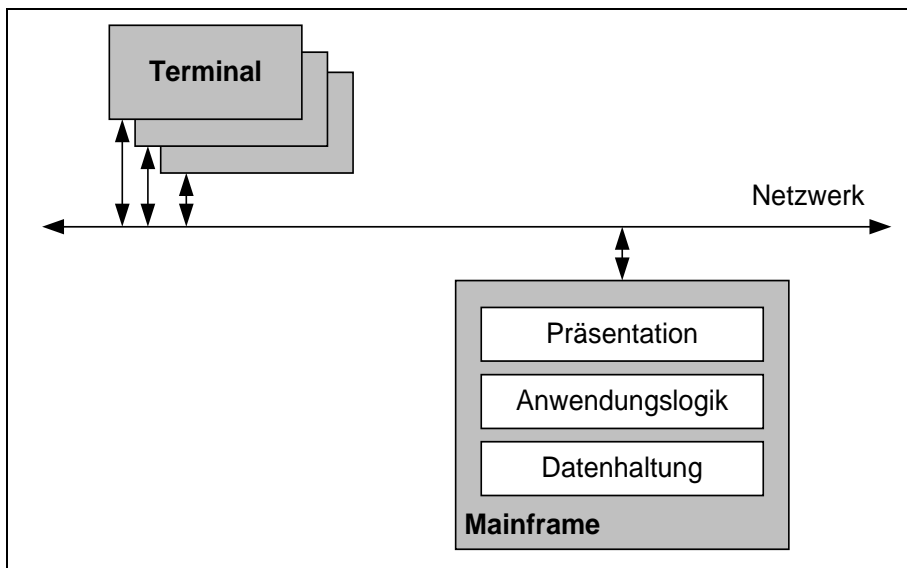 Terminal
Netzwerk
Präsentation
Anwendungslogik
Datenhaltung
Mainframe